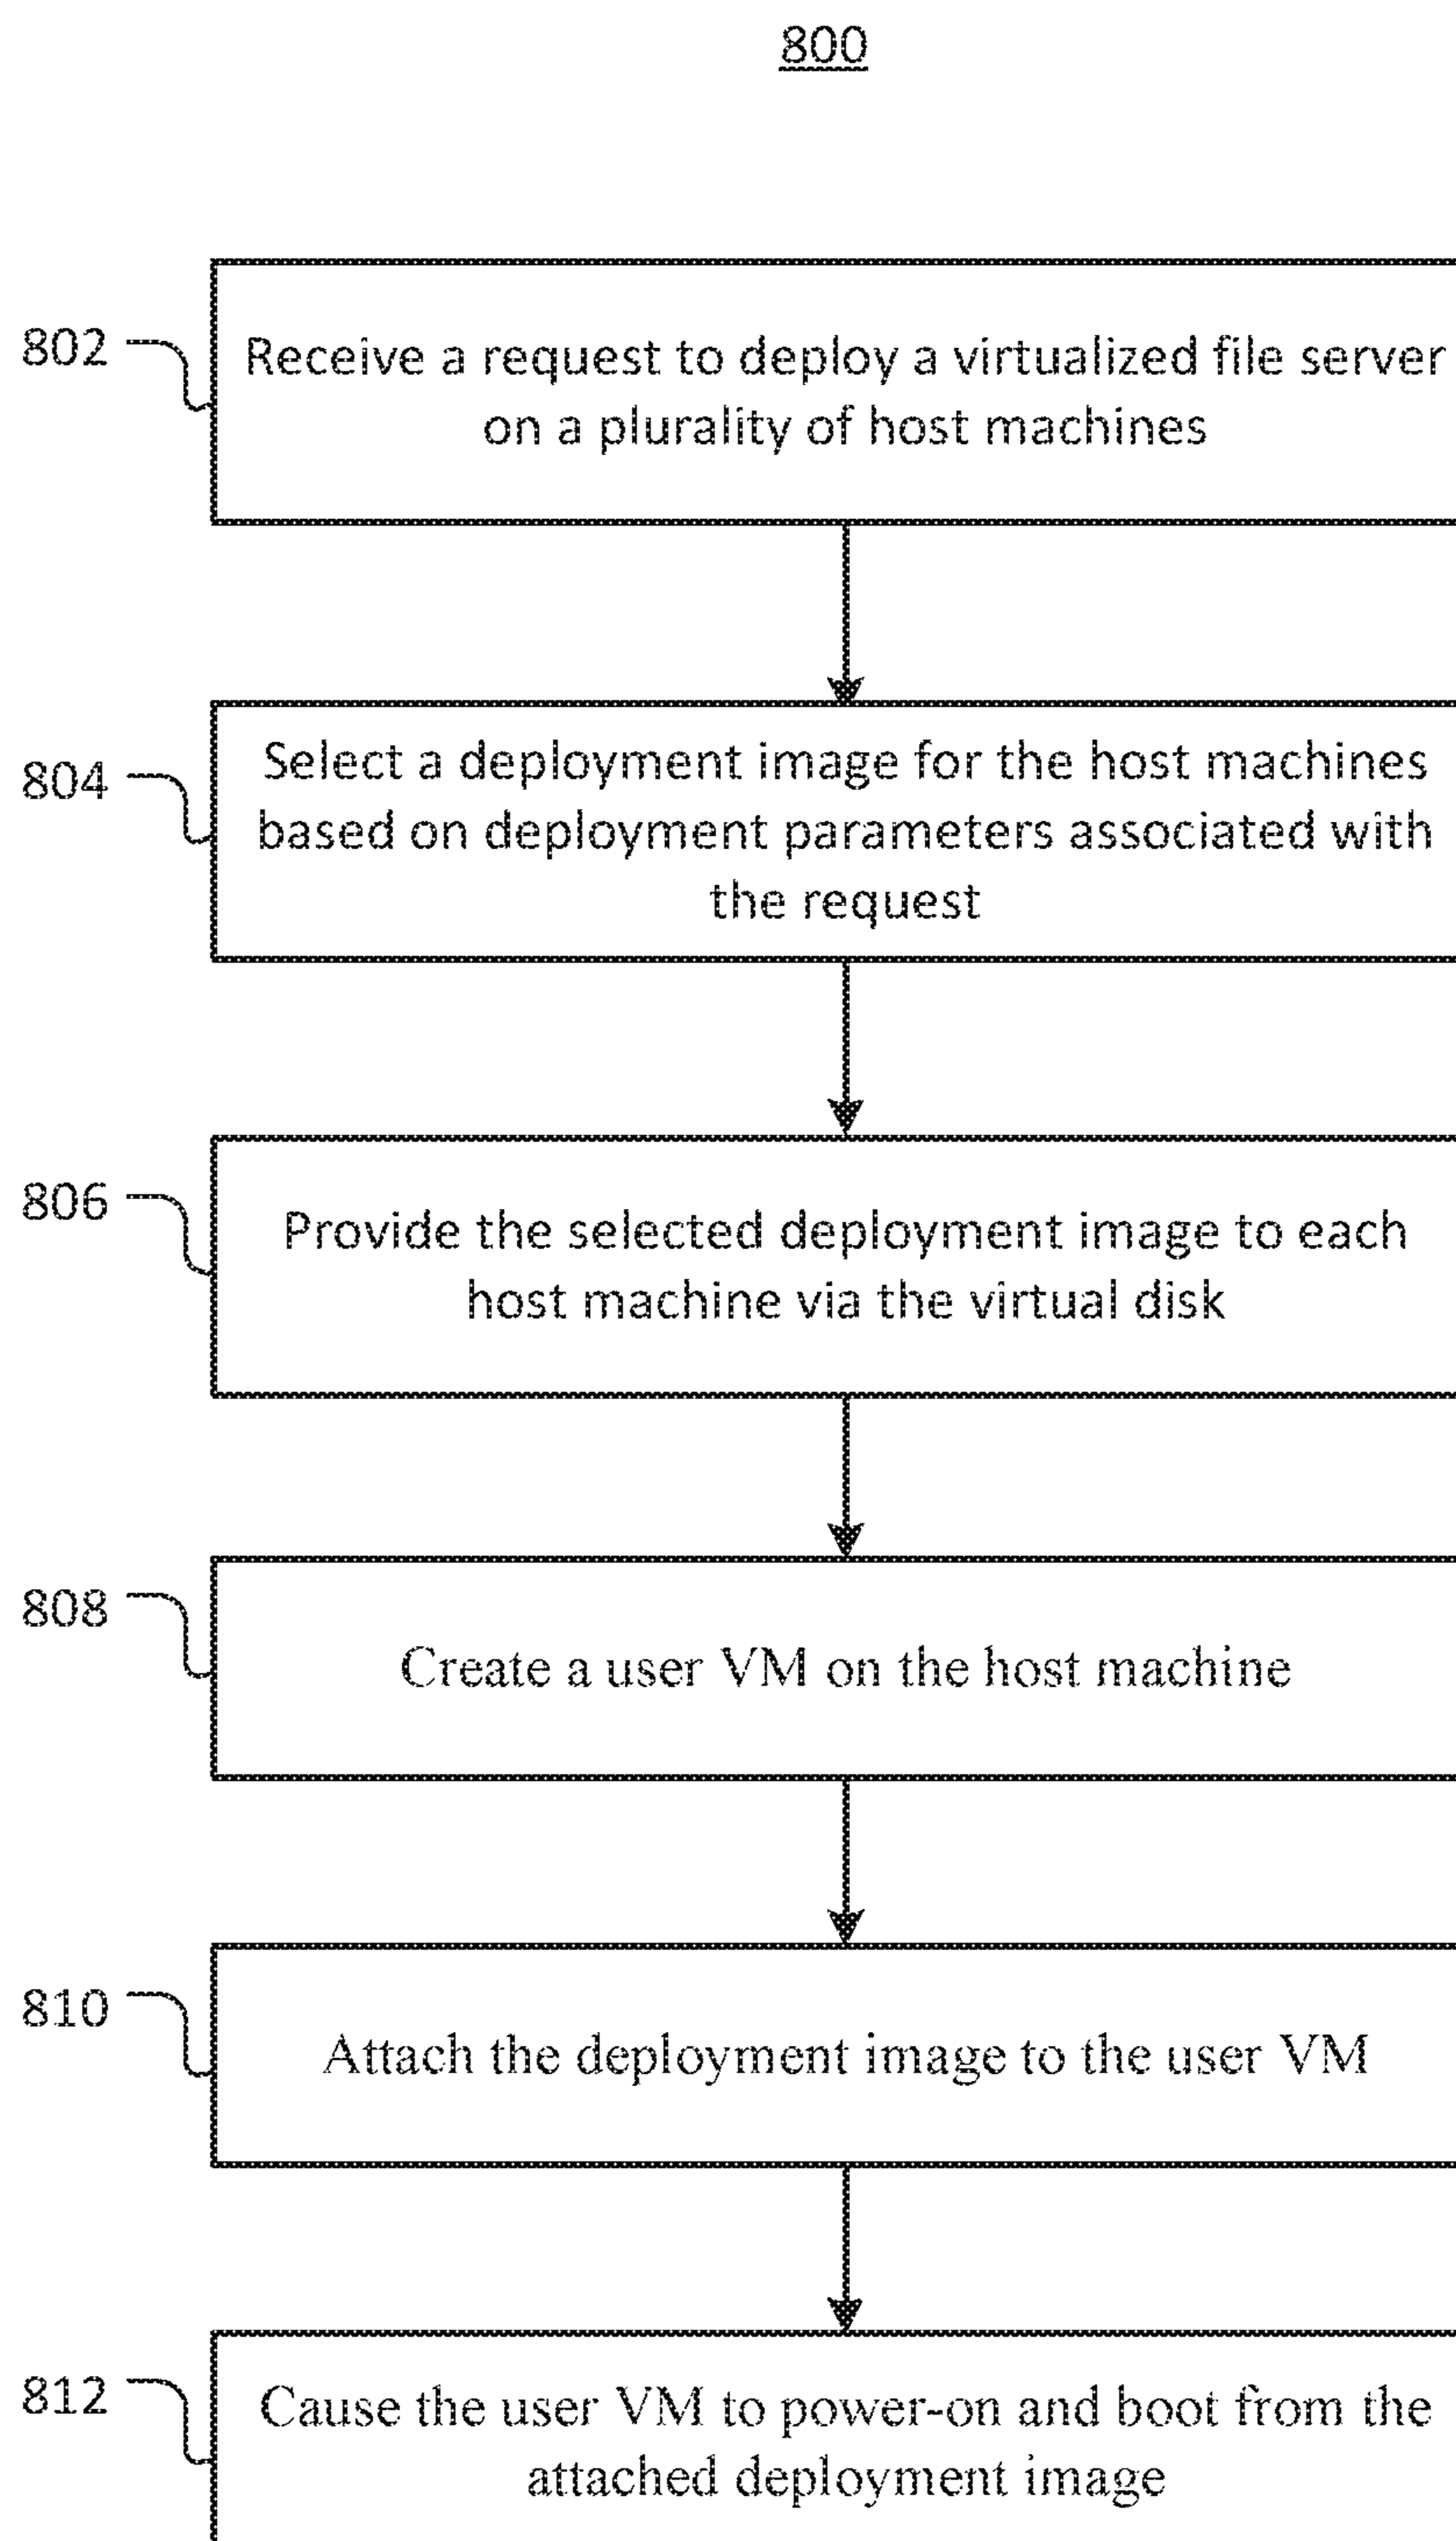 800
802
Receive a request to deploy a virtualized file server
on a plurality of host machines
804
Select a deployment image for the host machines
based on deployment parameters associated with
the request
806
Provide the selected deployment image to each
host machine via the virtual disk
808
Create a user VM on the host machine
810
Attach the deployment image to the user VM
812
Cause the user VM to power-on and boot from the
attached deployment image